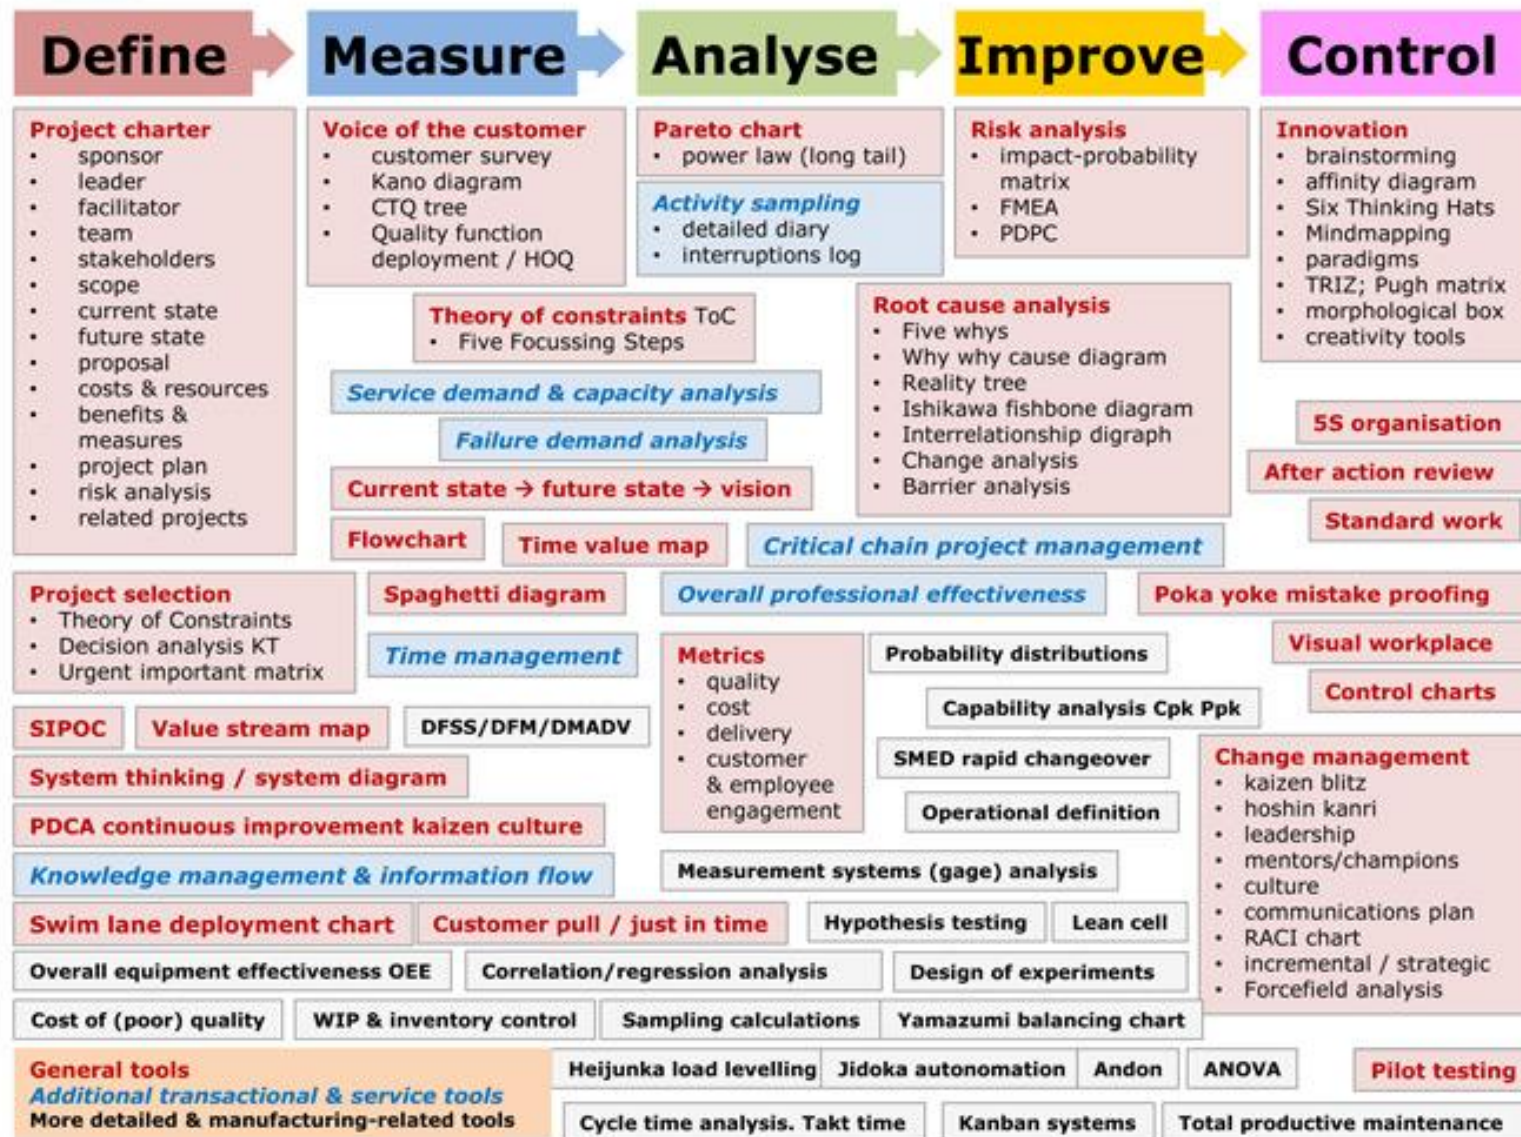 Define
Measure
Analyse
Improve
Control
Project charter
• sponsor
• leader
• facilitator
• team
• stakeholders
• scope
• current state
• future state
• proposal
• costs & resources
• benefits &
measures
• project plan
• risk analysis
• related projects
Voice of the customer
• customer survey
• Kano diagram
• CTQ tree
• Quality function
deployment / HOQ
Pareto chart
• power law (long tail)
Activity sampling
• detailed diary
• interruptions log
Risk analysis
• impact-probability
matrix
• FMEA
• PDPC
Innovation
• brainstorming
• affinity diagram
• Six Thinking Hats
• Mindmapping
• paradigms
• TRIZ; Pugh matrix
• morphological box
• creativity tools
Theory of constraints ToC
• Five Focussing Steps
Service demand & capacity analysis
Failure demand analysis
Current state → future state → vision
Flowchart
Time value map
Root cause analysis
• Five whys
• Why why cause diagram
• Reality tree
• Ishikawa fishbone diagram
• Interrelationship digraph
• Change analysis
• Barrier analysis
5S organisation
After action review
Standard work
Critical chain project management
Project selection
• Theory of Constraints
• Decision analysis KT
• Urgent important matrix
Spaghetti diagram
Overall professional effectiveness
Poka yoke mistake proofing
Time management
Metrics
• quality
• cost
• delivery
• customer
& employee
engagement
Probability distributions
Visual workplace
Capability analysis Cpk Ppk
Control charts
SIPOC
Value stream map
DFSS/DFM/DMADV
SMED rapid changeover
Change management
• kaizen blitz
• hoshin kanri
• leadership
• mentors/champions
• culture
• communications plan
• RACI chart
• incremental / strategic
• Forcefield analysis
System thinking / system diagram
Operational definition
PDCA continuous improvement kaizen culture
Knowledge management & information flow
Measurement systems (gage) analysis
Swim lane deployment chart
Customer pull / just in time
Hypothesis testing
Lean cell
Overall equipment effectiveness OEE
Correlation/regression analysis
Design of experiments
Cost of (poor) quality
WIP & inventory control
Sampling calculations
Yamazumi balancing chart
General tools
Additional transactional & service tools
More detailed & manufacturing-related tools
Heijunka load levelling
Jidoka autonomation
Andon
ANOVA
Pilot testing
Cycle time analysis. Takt time
Kanban systems
Total productive maintenance